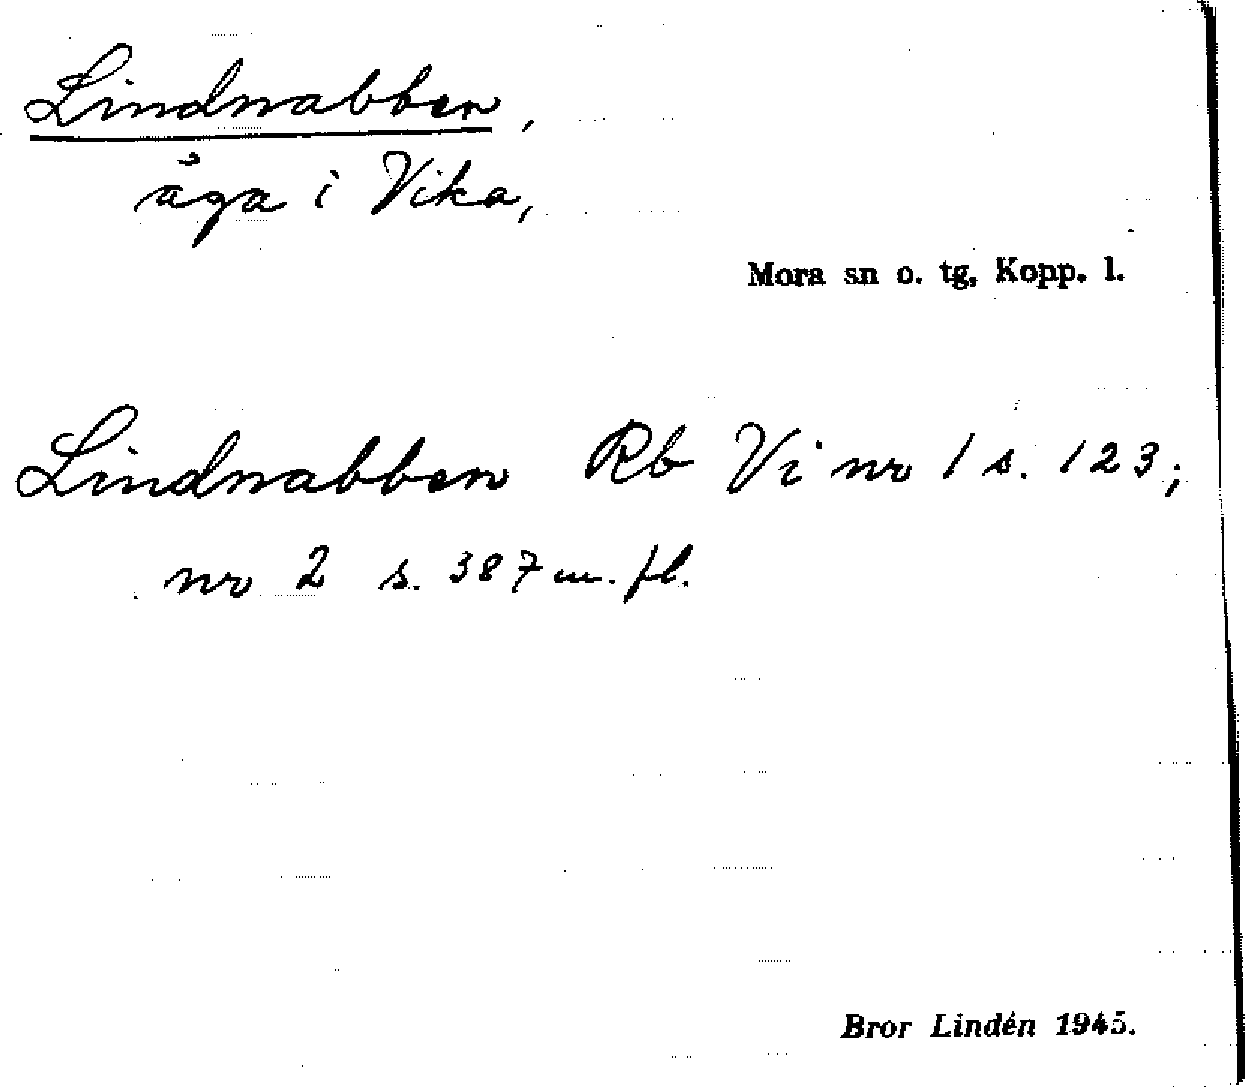 Lindnabben,
äga i Vika,
Mora sn o. tg, Kopp. l.
Lindnabben Rb Vi nr 1 s. 123;
nr 2 s. 387 m. fl.
Bror Lindén 1945.